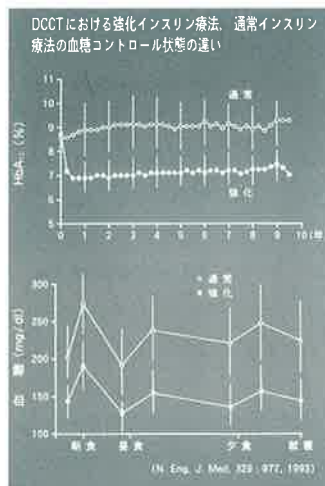 DCCTにおける強化インスリン療法，通常インスリン
療法の血糖コントロール状態の違い
HbA1c (%)
11
10
9
8
7
6
5
通常
強化
0 1 2 3 4 5 6 7 8 9 10 (年)
血糖 (mg/dl)
300
250
200
150
100
通常
強化
朝食 昼食 夕食 就寝
(N. Eng. J. Med. 329 : 977, 1993)